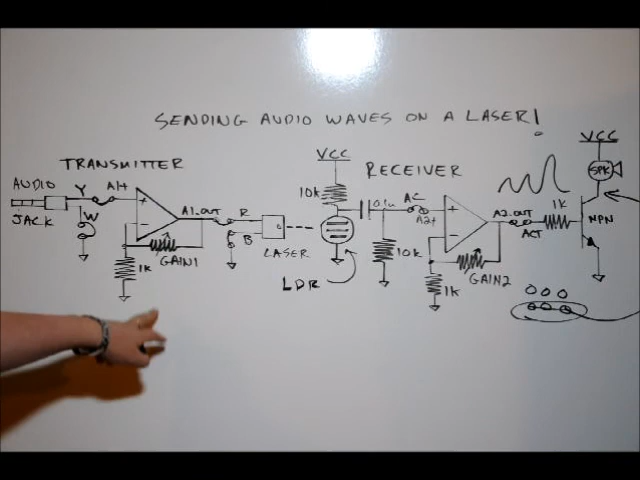 SENDING AUDIO WAVES ON A LASER!
TRANSMITTER
AUDIO
JACK
Y
W
A1+
+
-
1K
GAIN1
A1.OUT
R
B
LASER
VCC
10K
LDR
RECEIVER
0.1u
AC
A2+
10K
+
-
1K
GAIN2
A2.OUT
ACT
1K
NPN
VCC
SPK